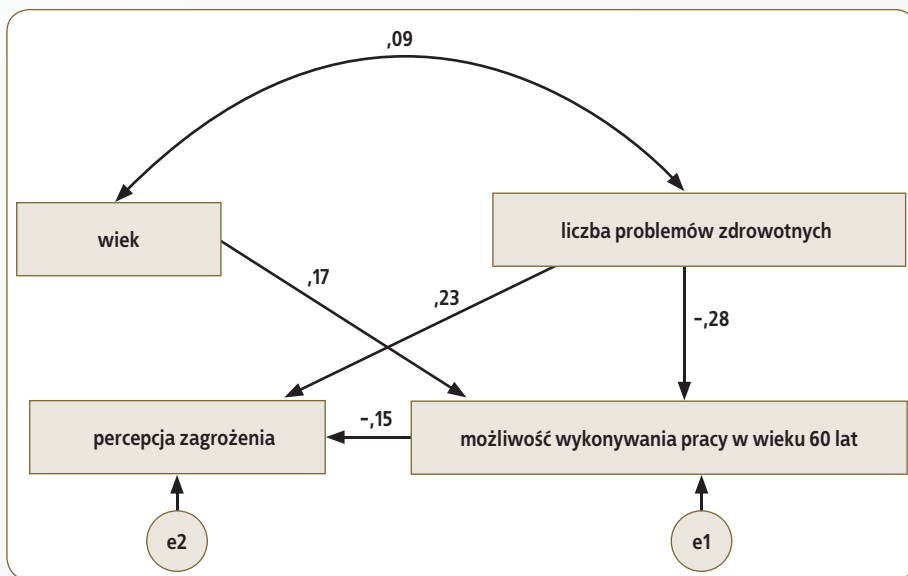 ,09
wiek
liczba problemów zdrowotnych
,17
,23
-,28
percepcja zagrożenia
-,15
możliwość wykonywania pracy w wieku 60 lat
e2
e1